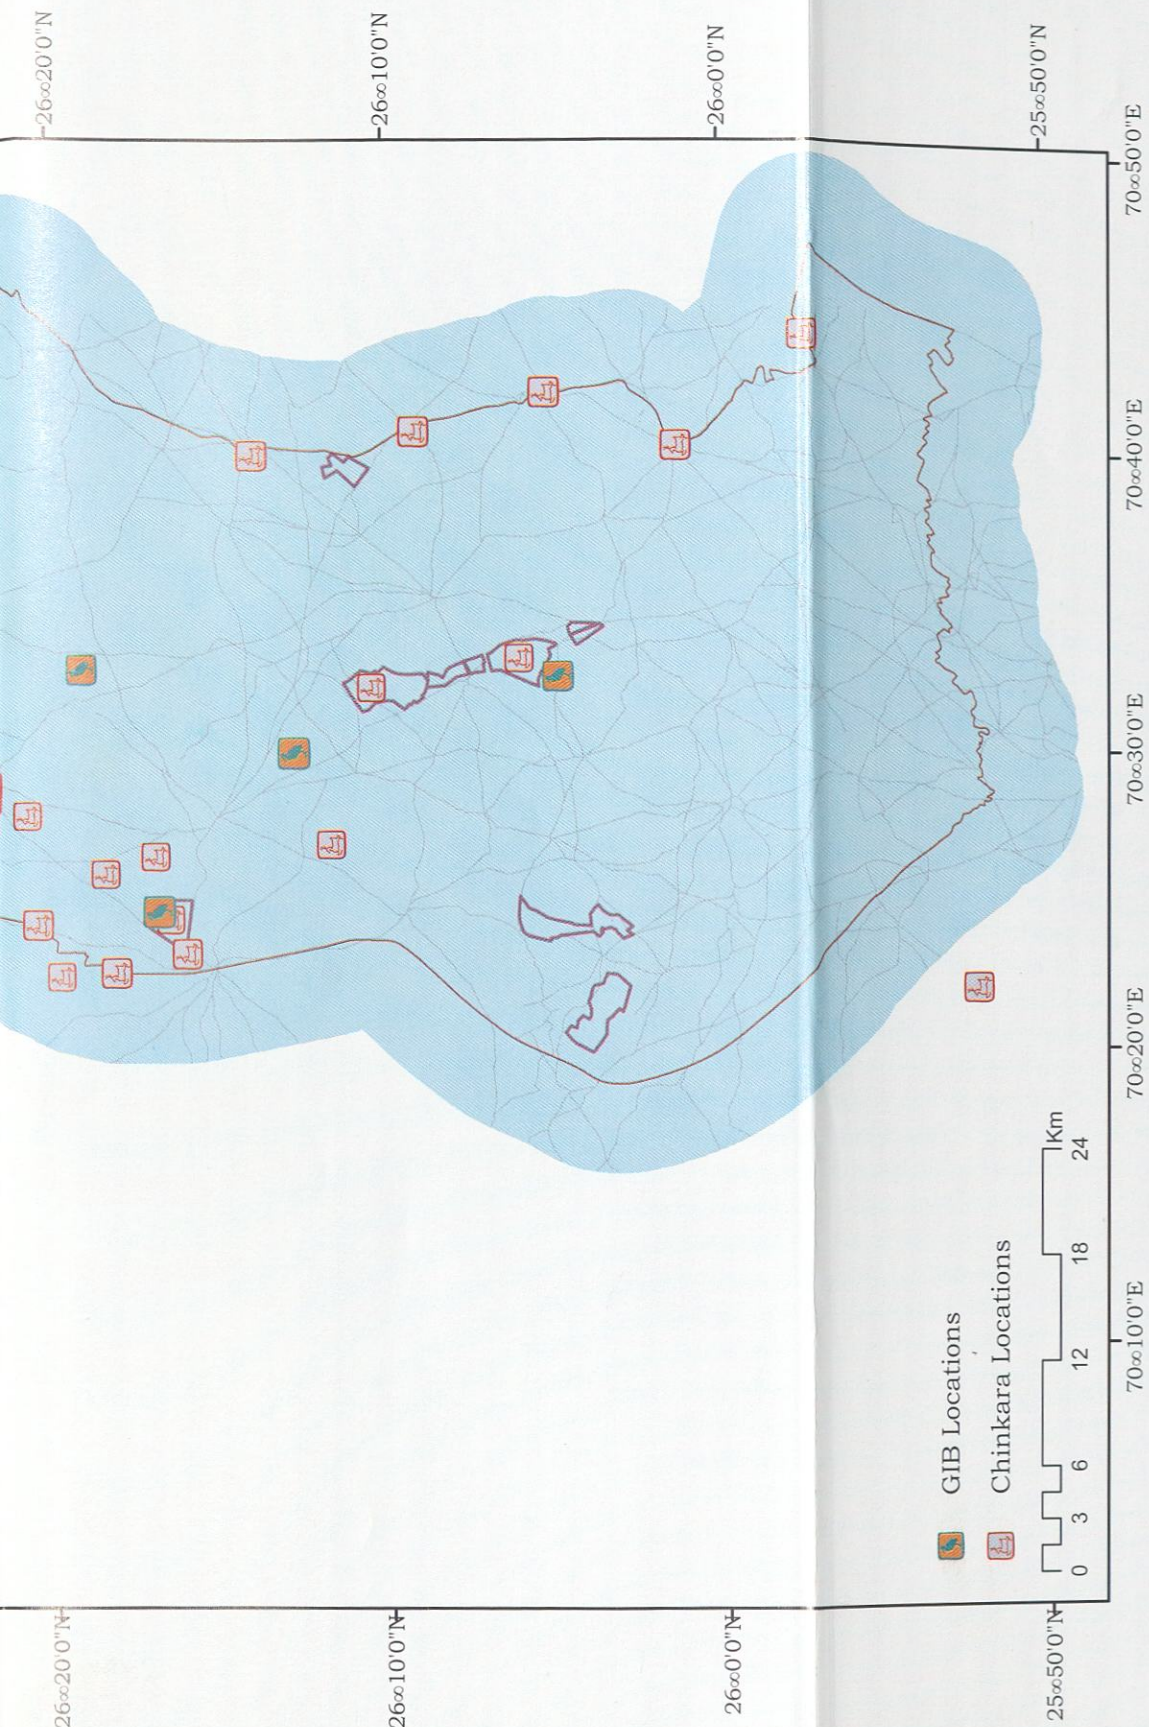 26∞20'0"N
26∞10'0"N
26∞0'0"N
25∞50'0"N
70∞50'0"E
70∞40'0"E
70∞30'0"E
70∞20'0"E
70∞10'0"E
GIB Locations
Chinkara Locations
0 3 6 12 18 24
Km
26∞20'0"N
26∞10'0"N
26∞0'0"N
25∞50'0"N